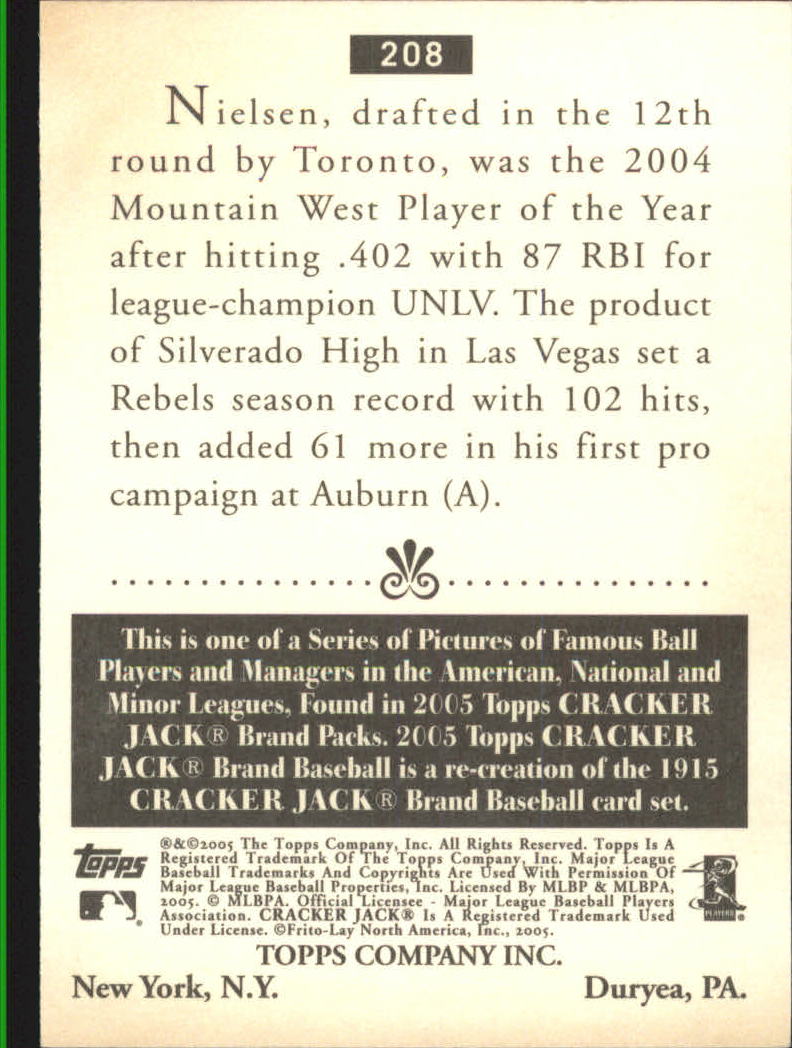 208
Nielsen, drafted in the 12th
round by Toronto, was the 2004
Mountain West Player of the Year
after hitting .402 with 87 RBI for
league-champion UNLV. The product
of Silverado High in Las Vegas set a
Rebels season record with 102 hits,
then added 61 more in his first pro
campaign at Auburn (A).
This is one of a Series of Pictures of Famous Ball
Players and Managers in the American, National and
Minor Leagues, Found in 2005 Topps CRACKER
JACK® Brand Packs. 2005 Topps CRACKER
JACK® Brand Baseball is a re-creation of the 1915
CRACKER JACK® Brand Baseball card set.
Topps
®&©2005 The Topps Company, Inc. All Rights Reserved. Topps Is A
Registered Trademark Of The Topps Company, Inc. Major League
Baseball Trademarks And Copyrights Are Used With Permission Of
Major League Baseball Properties, Inc. Licensed By MLBP & MLBPA,
2005. © MLBPA. Official Licensee - Major League Baseball Players
Association. CRACKER JACK® Is A Registered Trademark Used
Under License. ©Frito-Lay North America, Inc., 2005.
PLAYERS
TOPPS COMPANY INC.
New York, N.Y. Duryea, PA.